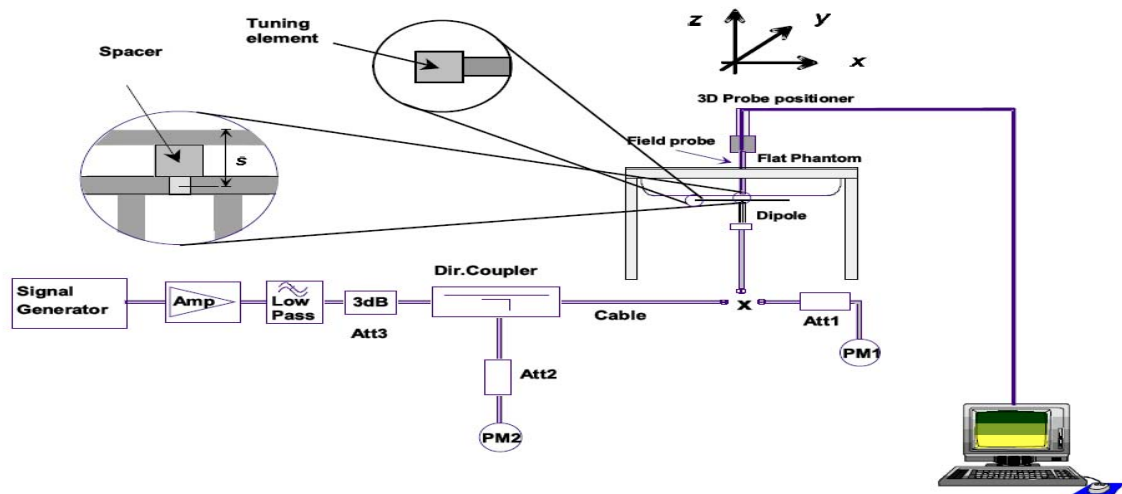 Tuning
element
Spacer
s
z
y
x
3D Probe positioner
Field probe
Flat Phantom
Dipole
Dir.Coupler
Signal
Generator
Amp
Low
Pass
3dB
Att3
Cable
x
Att1
PM1
Att2
PM2